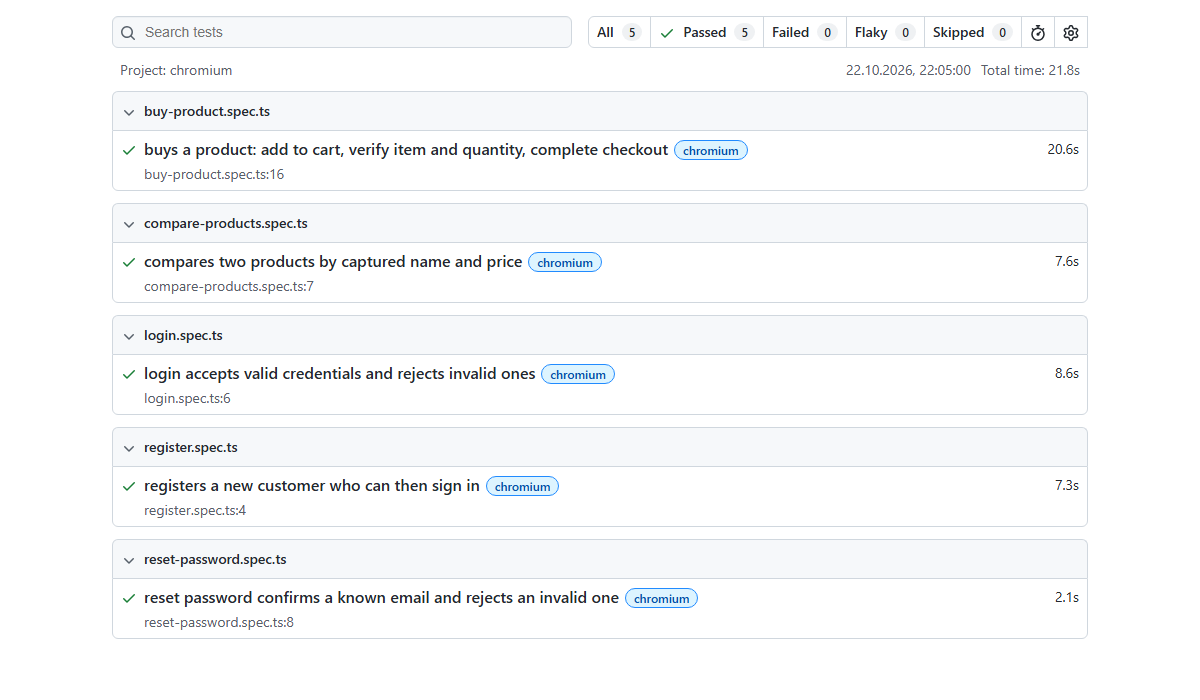 Search tests
All 5 Passed 5 Failed 0 Flaky 0 Skipped 0
Project: chromium 22.10.2026, 22:05:00 Total time: 21.8s
buy-product.spec.ts
buys a product: add to cart, verify item and quantity, complete checkout chromium 20.6s
buy-product.spec.ts:16
compare-products.spec.ts
compares two products by captured name and price chromium 7.6s
compare-products.spec.ts:7
login.spec.ts
login accepts valid credentials and rejects invalid ones chromium 8.6s
login.spec.ts:6
register.spec.ts
registers a new customer who can then sign in chromium 7.3s
register.spec.ts:4
reset-password.spec.ts
reset password confirms a known email and rejects an invalid one chromium 2.1s
reset-password.spec.ts:8